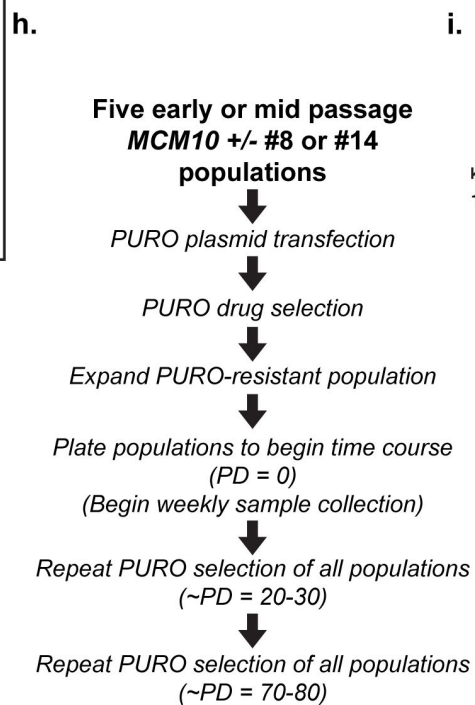 h.
i.
Five early or mid passage
MCM10 +/- #8 or #14
populations
PURO plasmid transfection
PURO drug selection
Expand PURO-resistant population
Plate populations to begin time course
(PD = 0)
(Begin weekly sample collection)
Repeat PURO selection of all populations
(~PD = 20-30)
Repeat PURO selection of all populations
(~PD = 70-80)